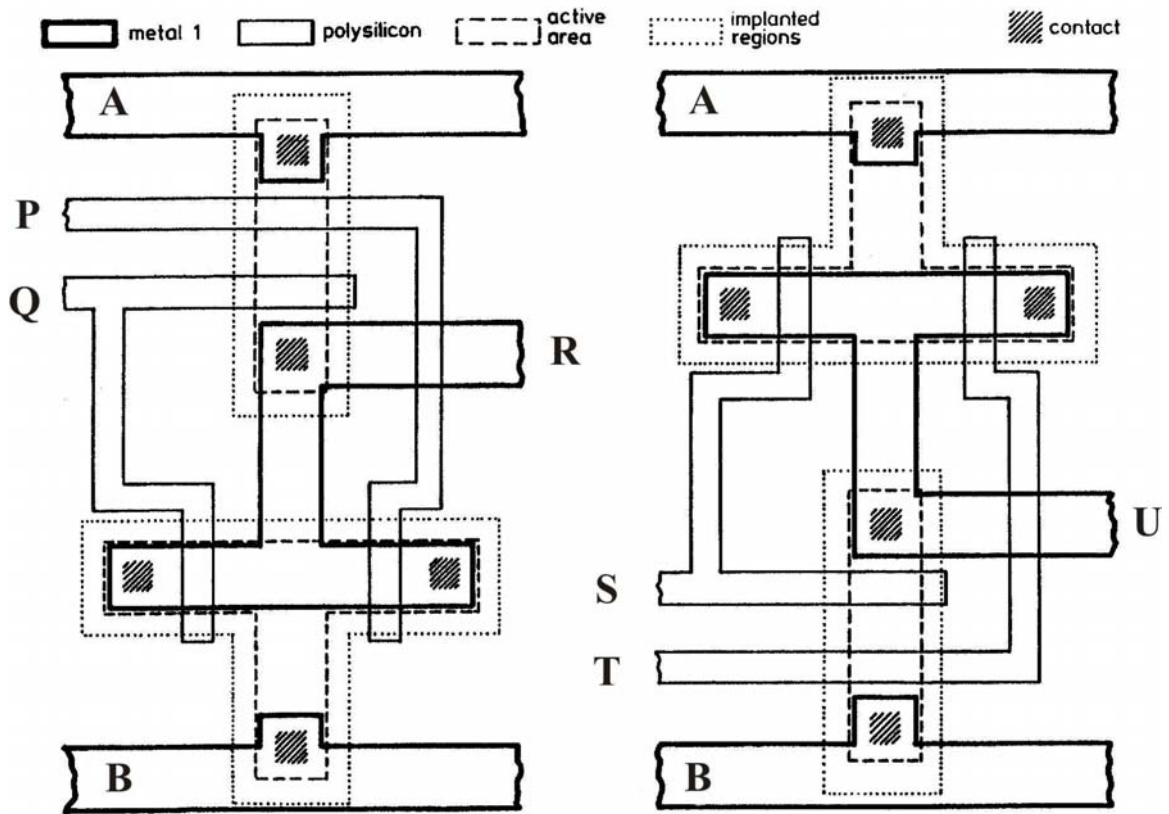 metal 1
polysilicon
active
area
implanted
regions
contact
A
A
P
Q
R
S
U
T
B
B